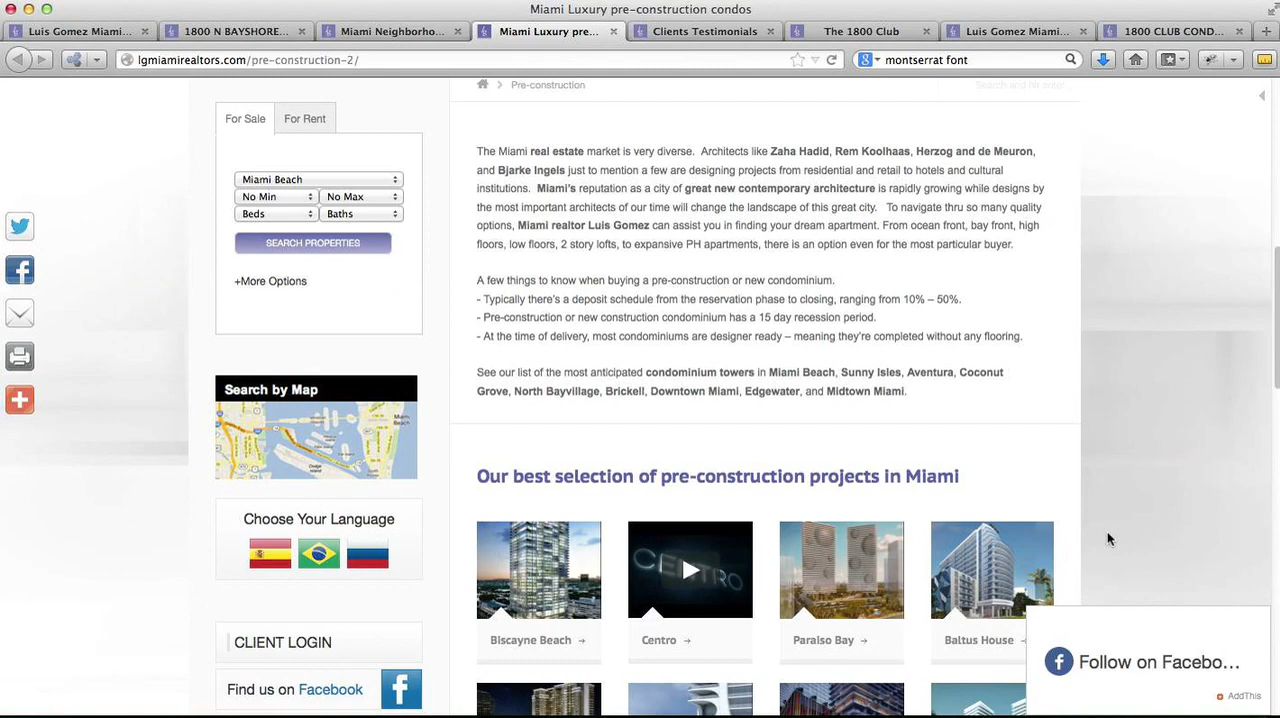 Miami Luxury pre-construction condos
Luis Gomez Miami... × 1800 N BAYSHORE... × Miami Neighborho... × Miami Luxury pre-... × Clients Testimonials × The 1800 Club × Luis Gomez Miami... × 1800 CLUB COND... × +
lgmiamirealtors.com/pre-construction-2/
montserrat font
Pre-construction
Search and hit enter...
For Sale For Rent
Miami Beach
No Min No Max
Beds Baths
SEARCH PROPERTIES
+More Options
The Miami real estate market is very diverse. Architects like Zaha Hadid, Rem Koolhaas, Herzog and de Meuron,
and Bjarke Ingels just to mention a few are designing projects from residential and retail to hotels and cultural
institutions. Miami's reputation as a city of great new contemporary architecture is rapidly growing while designs by
the most important architects of our time will change the landscape of this great city. To navigate thru so many quality
options, Miami realtor Luis Gomez can assist you in finding your dream apartment. From ocean front, bay front, high
floors, low floors, 2 story lofts, to expansive PH apartments, there is an option even for the most particular buyer.
A few things to know when buying a pre-construction or new condominium.
- Typically there's a deposit schedule from the reservation phase to closing, ranging from 10% – 50%.
- Pre-construction or new construction condominium has a 15 day recession period.
- At the time of delivery, most condominiums are designer ready – meaning they're completed without any flooring.
See our list of the most anticipated condominium towers in Miami Beach, Sunny Isles, Aventura, Coconut
Grove, North Bayvillage, Brickell, Downtown Miami, Edgewater, and Midtown Miami.
Search by Map
Miami
Beach
Dodge
Island
Choose Your Language
CLIENT LOGIN
Find us on Facebook
Our best selection of pre-construction projects in Miami
CENTRO
Biscayne Beach → Centro → Paraiso Bay → Baltus House →
Follow on Facebo...
AddThis